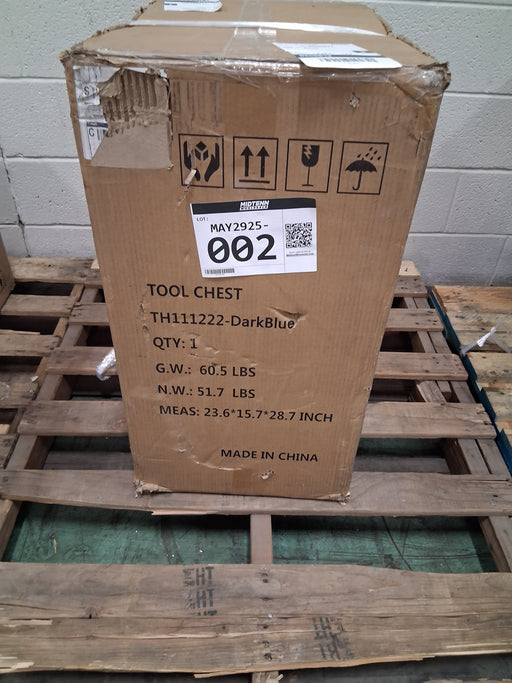 MIDTENN
LOT:
MAY2925-
002
TOOL CHEST
TH111222-DarkBlue
QTY: 1
G.W.: 60.5 LBS
N.W.: 51.7 LBS
MEAS: 23.6*15.7*28.7 INCH
MADE IN CHINA